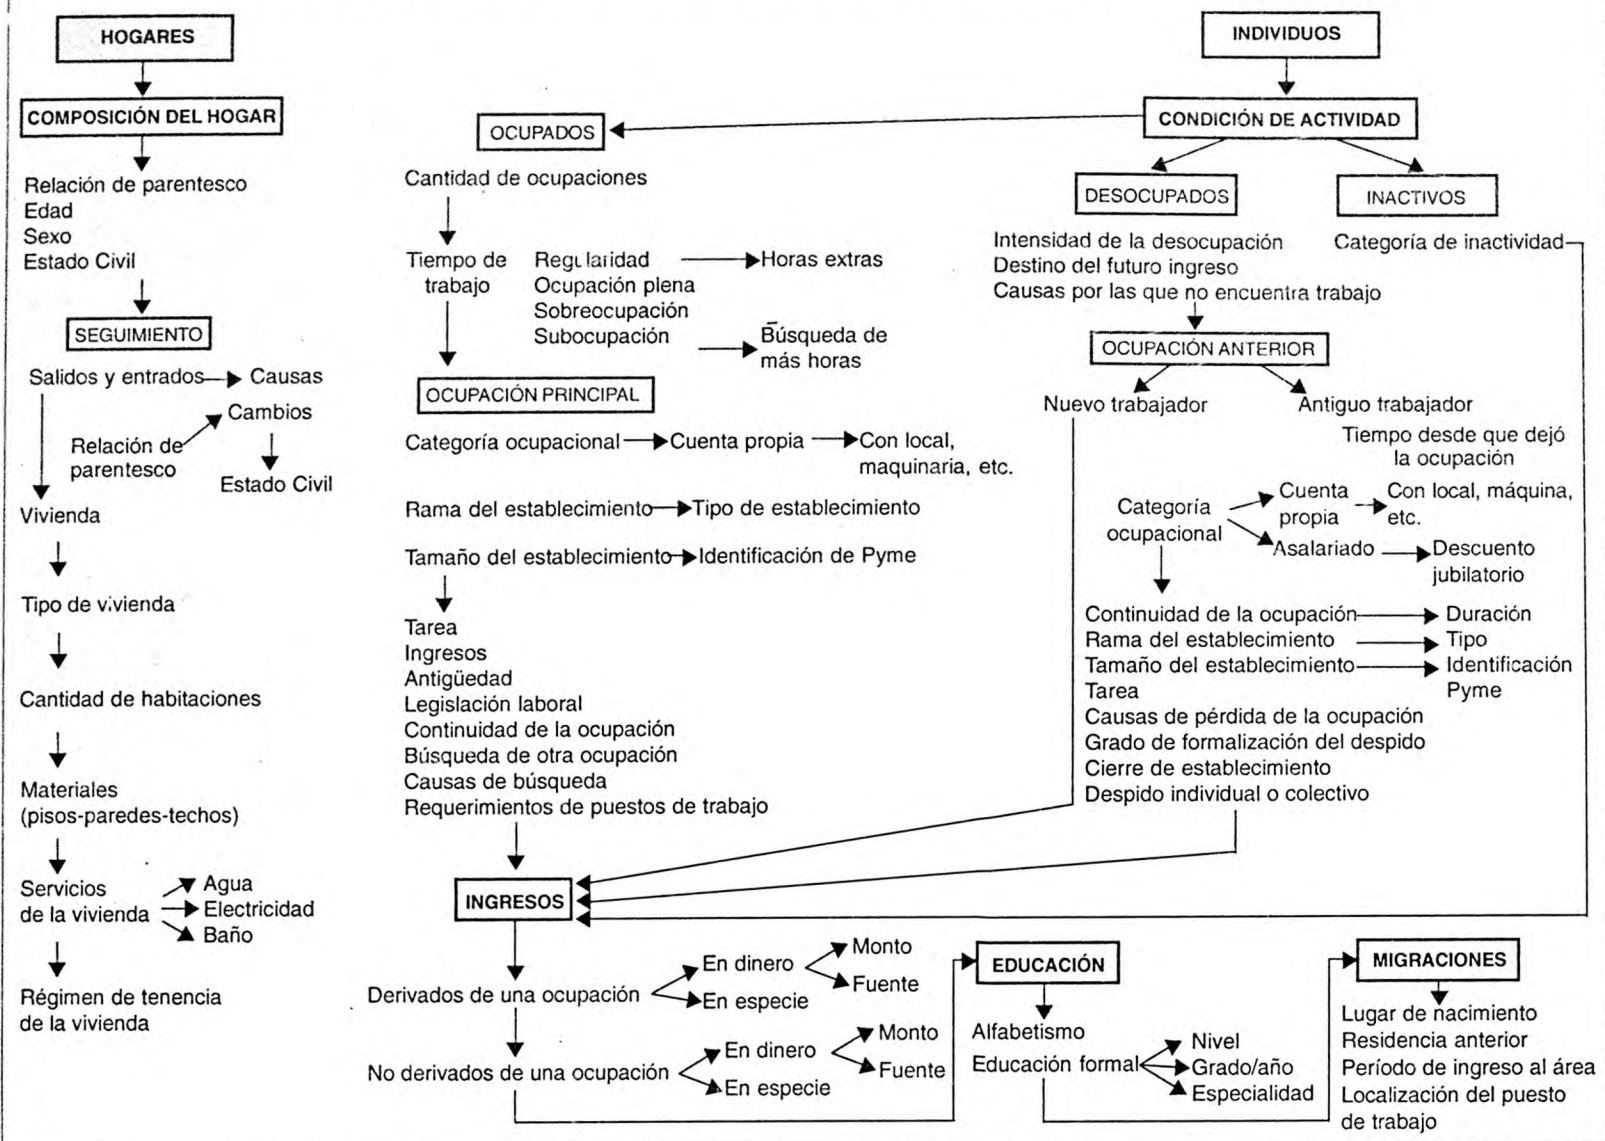 HOGARES
COMPOSICIÓN DEL HOGAR
Relación de parentesco
Edad
Sexo
Estado Civil
SEGUIMIENTO
Salidos y entrados
Causas
Cambios
Relación de
parentesco
Estado Civil
Vivienda
Tipo de vivienda
Cantidad de habitaciones
Materiales
(pisos-paredes-techos)
Servicios
de la vivienda
Agua
Electricidad
Baño
Régimen de tenencia
de la vivienda
INDIVIDUOS
CONDICIÓN DE ACTIVIDAD
OCUPADOS
Cantidad de ocupaciones
Tiempo de
trabajo
Regularidad
Horas extras
Ocupación plena
Sobreocupación
Subocupación
Búsqueda de
más horas
OCUPACIÓN PRINCIPAL
Categoría ocupacional
Cuenta propia
Con local,
maquinaria, etc.
Rama del establecimiento
Tipo de establecimiento
Tamaño del establecimiento
Identificación de Pyme
Tarea
Ingresos
Antigüedad
Legislación laboral
Continuidad de la ocupación
Búsqueda de otra ocupación
Causas de búsqueda
Requerimientos de puestos de trabajo
DESOCUPADOS
Intensidad de la desocupación
Destino del futuro ingreso
Causas por las que no encuentra trabajo
INACTIVOS
Categoría de inactividad
OCUPACIÓN ANTERIOR
Nuevo trabajador
Antiguo trabajador
Tiempo desde que dejó
la ocupación
Categoría
ocupacional
Cuenta
propia
Con local, máquina,
etc.
Asalariado
Descuento
jubilatorio
Continuidad de la ocupación
Duración
Rama del establecimiento
Tipo
Tamaño del establecimiento
Identificación
Pyme
Tarea
Causas de pérdida de la ocupación
Grado de formalización del despido
Cierre de establecimiento
Despido individual o colectivo
INGRESOS
Derivados de una ocupación
En dinero
Monto
Fuente
En especie
No derivados de una ocupación
En dinero
Monto
Fuente
En especie
EDUCACIÓN
Alfabetismo
Educación formal
Nivel
Grado/año
Especialidad
MIGRACIONES
Lugar de nacimiento
Residencia anterior
Período de ingreso al área
Localización del puesto
de trabajo